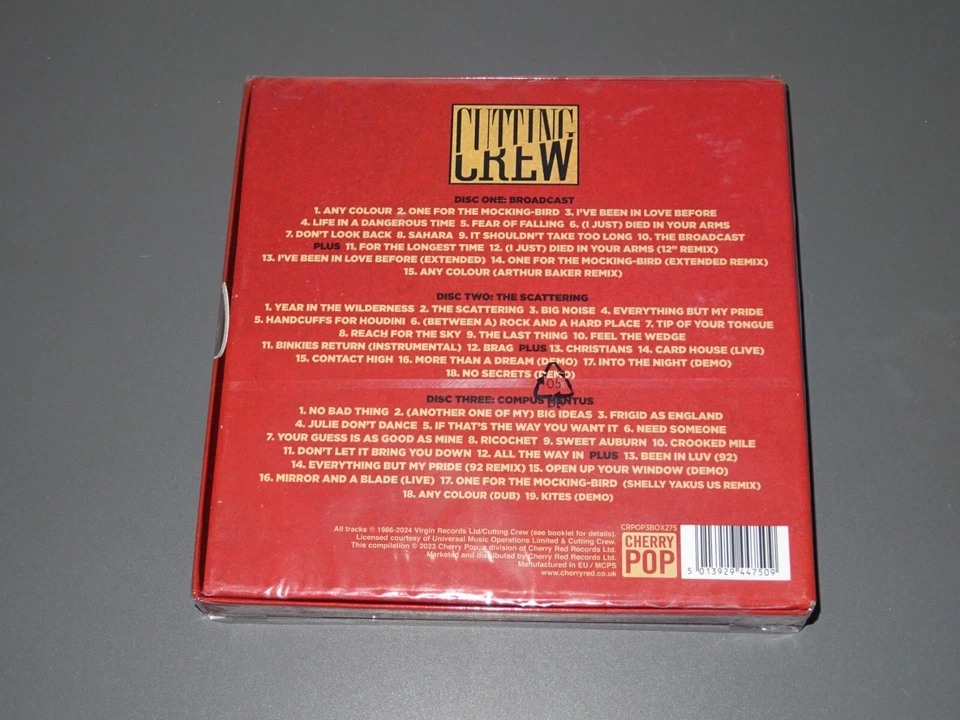 CUTTING
CREW
DISC ONE: BROADCAST
1. ANY COLOUR 2. ONE FOR THE MOCKING-BIRD 3. I'VE BEEN IN LOVE BEFORE
4. LIFE IN A DANGEROUS TIME 5. FEAR OF FALLING 6. (I JUST) DIED IN YOUR ARMS
7. DON'T LOOK BACK 8. SAHARA 9. IT SHOULDN'T TAKE TOO LONG 10. THE BROADCAST
PLUS 11. FOR THE LONGEST TIME 12. (I JUST) DIED IN YOUR ARMS (12" REMIX)
13. I'VE BEEN IN LOVE BEFORE (EXTENDED) 14. ONE FOR THE MOCKING-BIRD (EXTENDED REMIX)
15. ANY COLOUR (ARTHUR BAKER REMIX)
DISC TWO: THE SCATTERING
1. YEAR IN THE WILDERNESS 2. THE SCATTERING 3. BIG NOISE 4. EVERYTHING BUT MY PRIDE
5. HANDCUFFS FOR HOUDINI 6. (BETWEEN A) ROCK AND A HARD PLACE 7. TIP OF YOUR TONGUE
8. REACH FOR THE SKY 9. THE LAST THING 10. FEEL THE WEDGE
11. BINKIES RETURN (INSTRUMENTAL) 12. BRAG PLUS 13. CHRISTIANS 14. CARD HOUSE (LIVE)
15. CONTACT HIGH 16. MORE THAN A DREAM (DEMO) 17. INTO THE NIGHT (DEMO)
18. NO SECRETS (DEMO)
05
DISC THREE: COMPUS MENTUS
1. NO BAD THING 2. (ANOTHER ONE OF MY) BIG IDEAS 3. FRIGID AS ENGLAND
4. JULIE DON'T DANCE 5. IF THAT'S THE WAY YOU WANT IT 6. NEED SOMEONE
7. YOUR GUESS IS AS GOOD AS MINE 8. RICOCHET 9. SWEET AUBURN 10. CROOKED MILE
11. DON'T LET IT BRING YOU DOWN 12. ALL THE WAY IN PLUS 13. BEEN IN LUV (92)
14. EVERYTHING BUT MY PRIDE (92 REMIX) 15. OPEN UP YOUR WINDOW (DEMO)
16. MIRROR AND A BLADE (LIVE) 17. ONE FOR THE MOCKING-BIRD (SHELLY YAKUS US REMIX)
18. ANY COLOUR (DUB) 19. KITES (DEMO)
All tracks ℗ 1986-2024 Virgin Records Ltd/Cutting Crew (see booklet for details).
Licensed courtesy of Universal Music Operations Limited & Cutting Crew.
This compilation © 2023 Cherry Pop, a division of Cherry Red Records Ltd.
Marketed and distributed by Cherry Red Records Ltd.
Manufactured in EU / MCPS
www.cherryred.co.uk
CRPOP3BOX275
CHERRY
POP
5 013929 447509